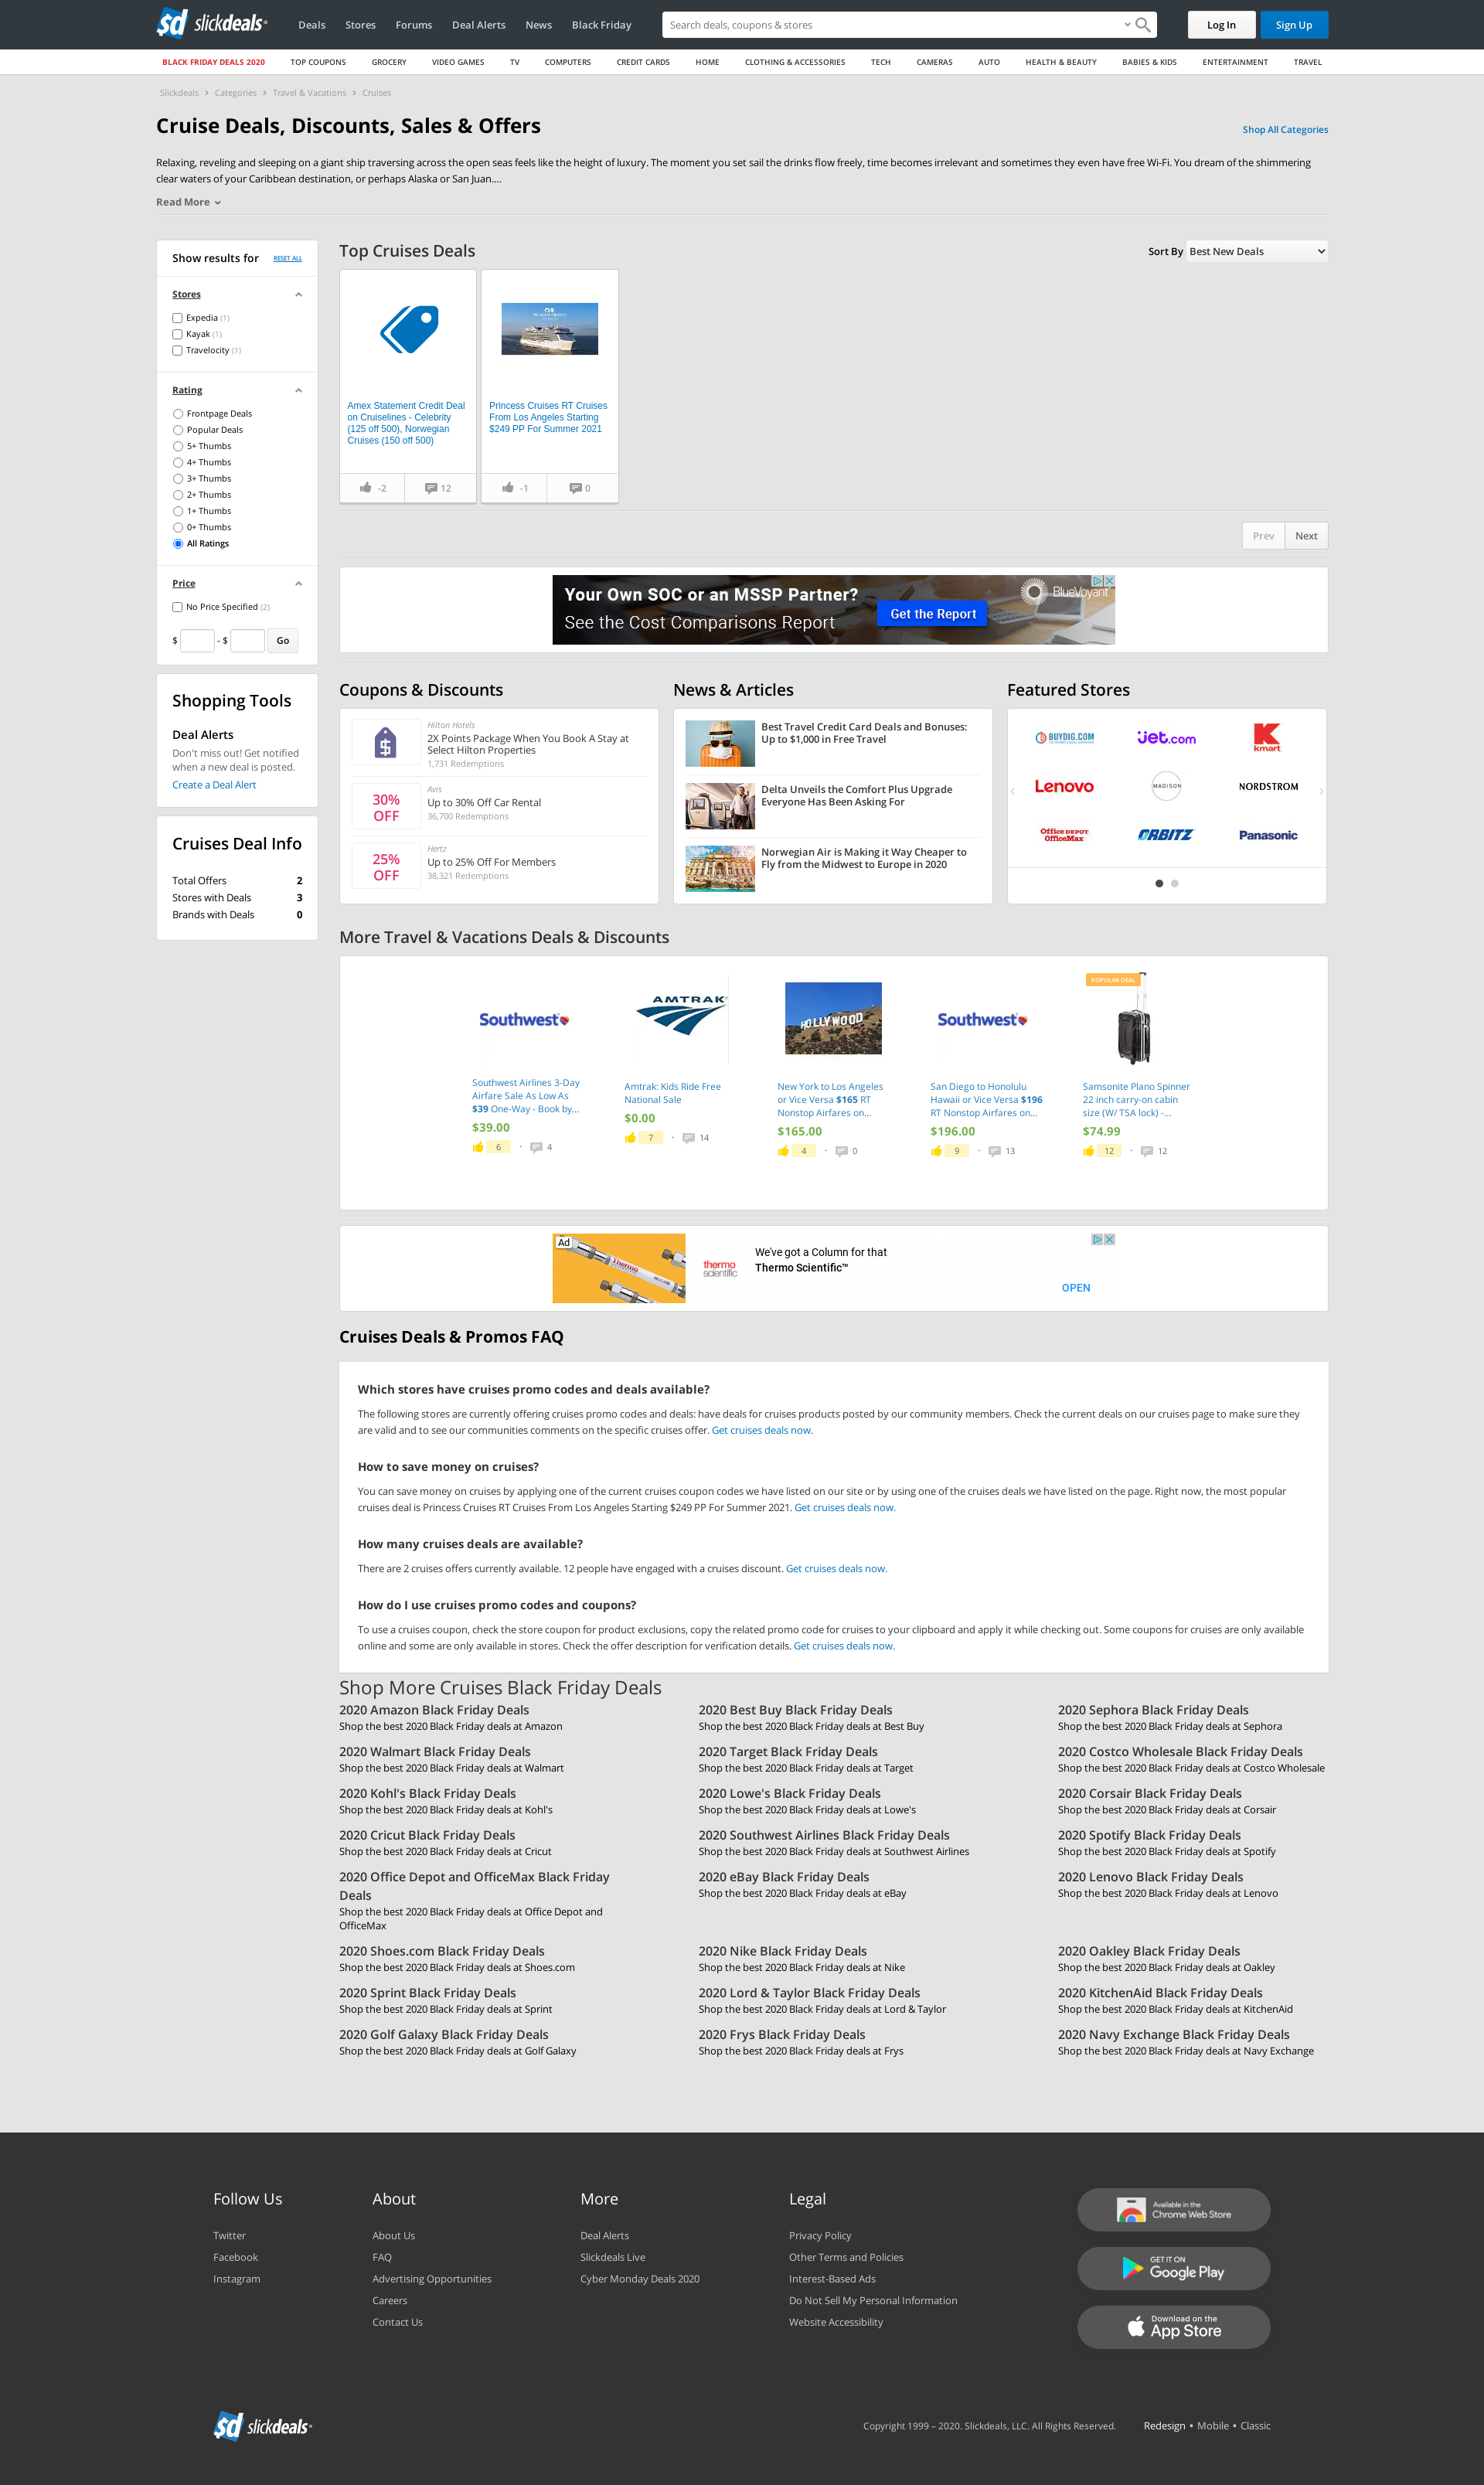 slickdeals
Deals
Stores
Forums
Deal Alerts
News
Black Friday
Search deals, coupons & stores
Log In
Sign Up
BLACK FRIDAY DEALS 2020
TOP COUPONS
GROCERY
VIDEO GAMES
TV
COMPUTERS
CREDIT CARDS
HOME
CLOTHING & ACCESSORIES
TECH
CAMERAS
AUTO
HEALTH & BEAUTY
BABIES & KIDS
ENTERTAINMENT
TRAVEL
Slickdeals > Categories > Travel & Vacations > Cruises
Cruise Deals, Discounts, Sales & Offers
Shop All Categories
Relaxing, reveling and sleeping on a giant ship traversing across the open seas feels like the height of luxury. The moment you set sail the drinks flow freely, time becomes irrelevant and sometimes they even have free Wi-Fi. You dream of the shimmering
clear waters of your Caribbean destination, or perhaps Alaska or San Juan....
Read More
Show results for
RESET ALL
Stores
Expedia (1)
Kayak (1)
Travelocity (1)
Rating
Frontpage Deals
Popular Deals
5+ Thumbs
4+ Thumbs
3+ Thumbs
2+ Thumbs
1+ Thumbs
0+ Thumbs
All Ratings
Price
No Price Specified (2)
$ - $ Go
Shopping Tools
Deal Alerts
Don't miss out! Get notified
when a new deal is posted.
Create a Deal Alert
Cruises Deal Info
Total Offers 2
Stores with Deals 3
Brands with Deals 0
Top Cruises Deals
Sort By Best New Deals
Amex Statement Credit Deal
on Cruiselines - Celebrity
(125 off 500), Norwegian
Cruises (150 off 500)
-2
12
Princess Cruises RT Cruises
From Los Angeles Starting
$249 PP For Summer 2021
-1
0
Prev
Next
Your Own SOC or an MSSP Partner?
See the Cost Comparisons Report
Get the Report
BlueVoyant
Coupons & Discounts
Hilton Hotels
2X Points Package When You Book A Stay at
Select Hilton Properties
1,731 Redemptions
30%
OFF
Avis
Up to 30% Off Car Rental
36,700 Redemptions
25%
OFF
Hertz
Up to 25% Off For Members
38,321 Redemptions
News & Articles
Best Travel Credit Card Deals and Bonuses:
Up to $1,000 in Free Travel
Delta Unveils the Comfort Plus Upgrade
Everyone Has Been Asking For
Norwegian Air is Making it Way Cheaper to
Fly from the Midwest to Europe in 2020
Featured Stores
BUYDIG.COM
jet.com
kmart
Lenovo
MADISON
NORDSTROM
Office DEPOT
OfficeMax
ORBITZ
Panasonic
More Travel & Vacations Deals & Discounts
Southwest
Southwest Airlines 3-Day
Airfare Sale As Low As
$39 One-Way - Book by...
$39.00
6 · 4
AMTRAK
Amtrak: Kids Ride Free
National Sale
$0.00
7 · 14
HOLLYWOOD
New York to Los Angeles
or Vice Versa $165 RT
Nonstop Airfares on...
$165.00
4 · 0
Southwest
San Diego to Honolulu
Hawaii or Vice Versa $196
RT Nonstop Airfares on...
$196.00
9 · 13
POPULAR DEAL
Samsonite Plano Spinner
22 inch carry-on cabin
size (W/ TSA lock) -...
$74.99
12 · 12
Ad
thermo
scientific
We've got a Column for that
Thermo Scientific™
OPEN
Cruises Deals & Promos FAQ
Which stores have cruises promo codes and deals available?
The following stores are currently offering cruises promo codes and deals: have deals for cruises products posted by our community members. Check the current deals on our cruises page to make sure they
are valid and to see our communities comments on the specific cruises offer. Get cruises deals now.
How to save money on cruises?
You can save money on cruises by applying one of the current cruises coupon codes we have listed on our site or by using one of the cruises deals we have listed on the page. Right now, the most popular
cruises deal is Princess Cruises RT Cruises From Los Angeles Starting $249 PP For Summer 2021. Get cruises deals now.
How many cruises deals are available?
There are 2 cruises offers currently available. 12 people have engaged with a cruises discount. Get cruises deals now.
How do I use cruises promo codes and coupons?
To use a cruises coupon, check the store coupon for product exclusions, copy the related promo code for cruises to your clipboard and apply it while checking out. Some coupons for cruises are only available
online and some are only available in stores. Check the offer description for verification details. Get cruises deals now.
Shop More Cruises Black Friday Deals
2020 Amazon Black Friday Deals
Shop the best 2020 Black Friday deals at Amazon
2020 Best Buy Black Friday Deals
Shop the best 2020 Black Friday deals at Best Buy
2020 Sephora Black Friday Deals
Shop the best 2020 Black Friday deals at Sephora
2020 Walmart Black Friday Deals
Shop the best 2020 Black Friday deals at Walmart
2020 Target Black Friday Deals
Shop the best 2020 Black Friday deals at Target
2020 Costco Wholesale Black Friday Deals
Shop the best 2020 Black Friday deals at Costco Wholesale
2020 Kohl's Black Friday Deals
Shop the best 2020 Black Friday deals at Kohl's
2020 Lowe's Black Friday Deals
Shop the best 2020 Black Friday deals at Lowe's
2020 Corsair Black Friday Deals
Shop the best 2020 Black Friday deals at Corsair
2020 Cricut Black Friday Deals
Shop the best 2020 Black Friday deals at Cricut
2020 Southwest Airlines Black Friday Deals
Shop the best 2020 Black Friday deals at Southwest Airlines
2020 Spotify Black Friday Deals
Shop the best 2020 Black Friday deals at Spotify
2020 Office Depot and OfficeMax Black Friday
Deals
Shop the best 2020 Black Friday deals at Office Depot and
OfficeMax
2020 eBay Black Friday Deals
Shop the best 2020 Black Friday deals at eBay
2020 Lenovo Black Friday Deals
Shop the best 2020 Black Friday deals at Lenovo
2020 Shoes.com Black Friday Deals
Shop the best 2020 Black Friday deals at Shoes.com
2020 Nike Black Friday Deals
Shop the best 2020 Black Friday deals at Nike
2020 Oakley Black Friday Deals
Shop the best 2020 Black Friday deals at Oakley
2020 Sprint Black Friday Deals
Shop the best 2020 Black Friday deals at Sprint
2020 Lord & Taylor Black Friday Deals
Shop the best 2020 Black Friday deals at Lord & Taylor
2020 KitchenAid Black Friday Deals
Shop the best 2020 Black Friday deals at KitchenAid
2020 Golf Galaxy Black Friday Deals
Shop the best 2020 Black Friday deals at Golf Galaxy
2020 Frys Black Friday Deals
Shop the best 2020 Black Friday deals at Frys
2020 Navy Exchange Black Friday Deals
Shop the best 2020 Black Friday deals at Navy Exchange
Follow Us
Twitter
Facebook
Instagram
About
About Us
FAQ
Advertising Opportunities
Careers
Contact Us
More
Deal Alerts
Slickdeals Live
Cyber Monday Deals 2020
Legal
Privacy Policy
Other Terms and Policies
Interest-Based Ads
Do Not Sell My Personal Information
Website Accessibility
Available in the
Chrome Web Store
GET IT ON
Google Play
Download on the
App Store
slickdeals
Copyright 1999 – 2020. Slickdeals, LLC. All Rights Reserved.
Redesign • Mobile • Classic